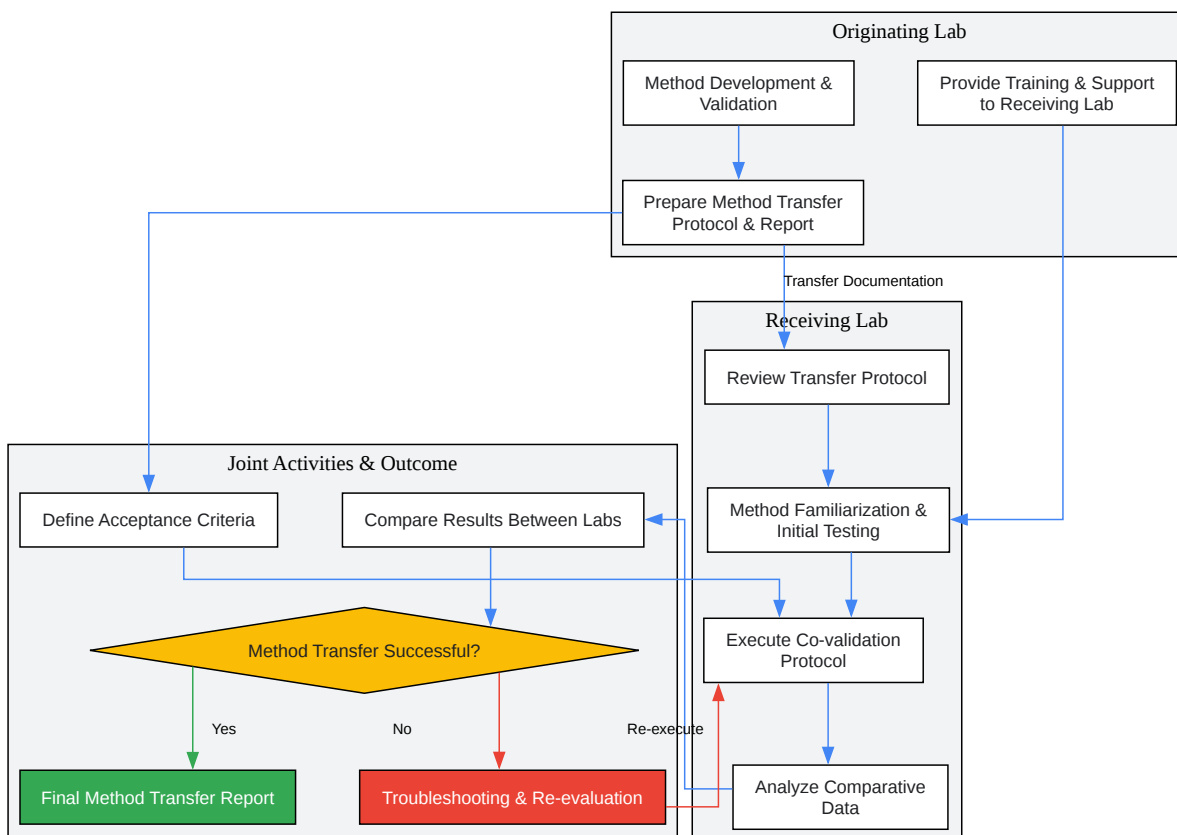 Originating Lab
Method Development &
Validation
Provide Training & Support
to Receiving Lab
Prepare Method Transfer
Protocol & Report
Transfer Documentation
Receiving Lab
Review Transfer Protocol
Joint Activities & Outcome
Define Acceptance Criteria
Compare Results Between Labs
Method Familiarization &
Initial Testing
Method Transfer Successful?
Execute Co-validation
Protocol
Yes
No
Re-execute
Final Method Transfer Report
Troubleshooting & Re-evaluation
Analyze Comparative
Data